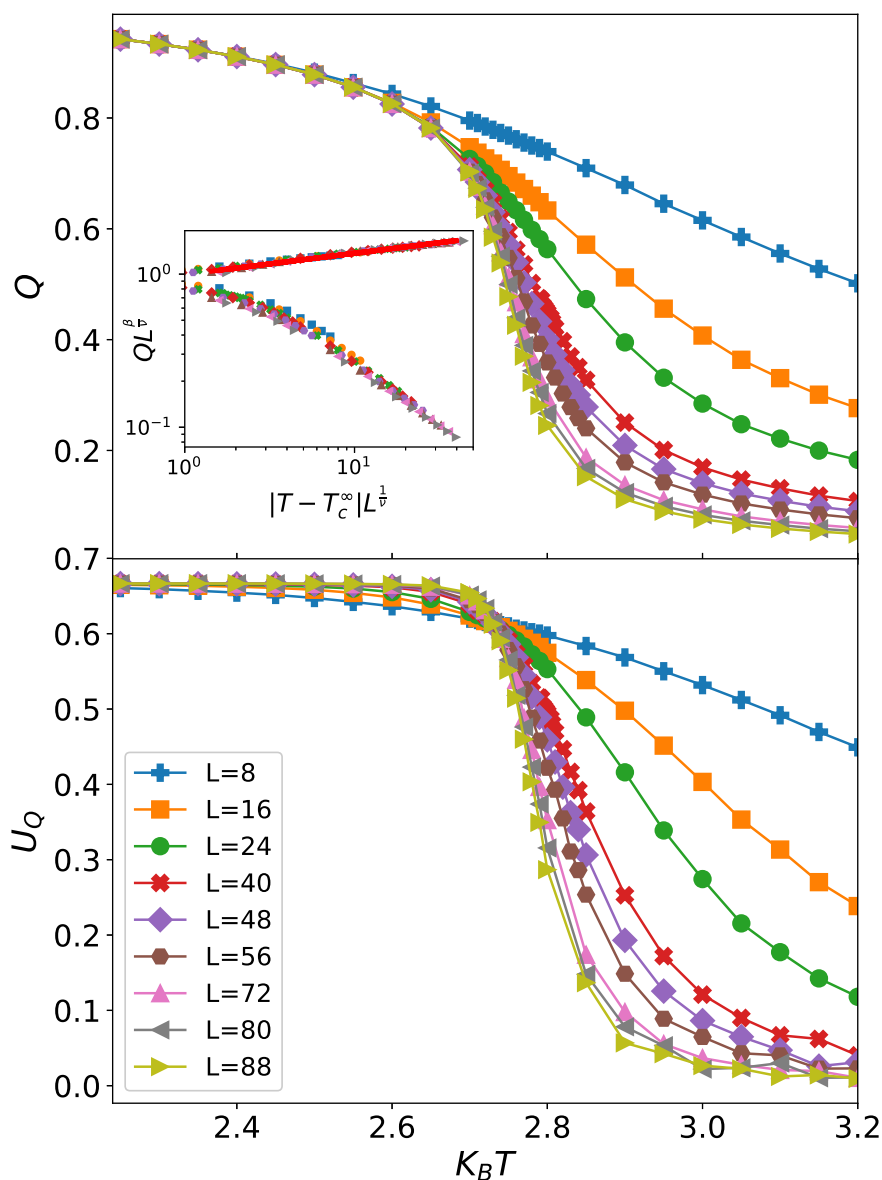 Q
0.8
0.6
0.4
0.2
QL^{β/ν}
10^0
10^{-1}
10^0
10^1
|T − T_c^∞|L^{1/ν}
U_Q
0.7
0.6
0.5
0.4
0.3
0.2
0.1
0.0
L=8
L=16
L=24
L=40
L=48
L=56
L=72
L=80
L=88
2.4
2.6
2.8
3.0
3.2
K_BT